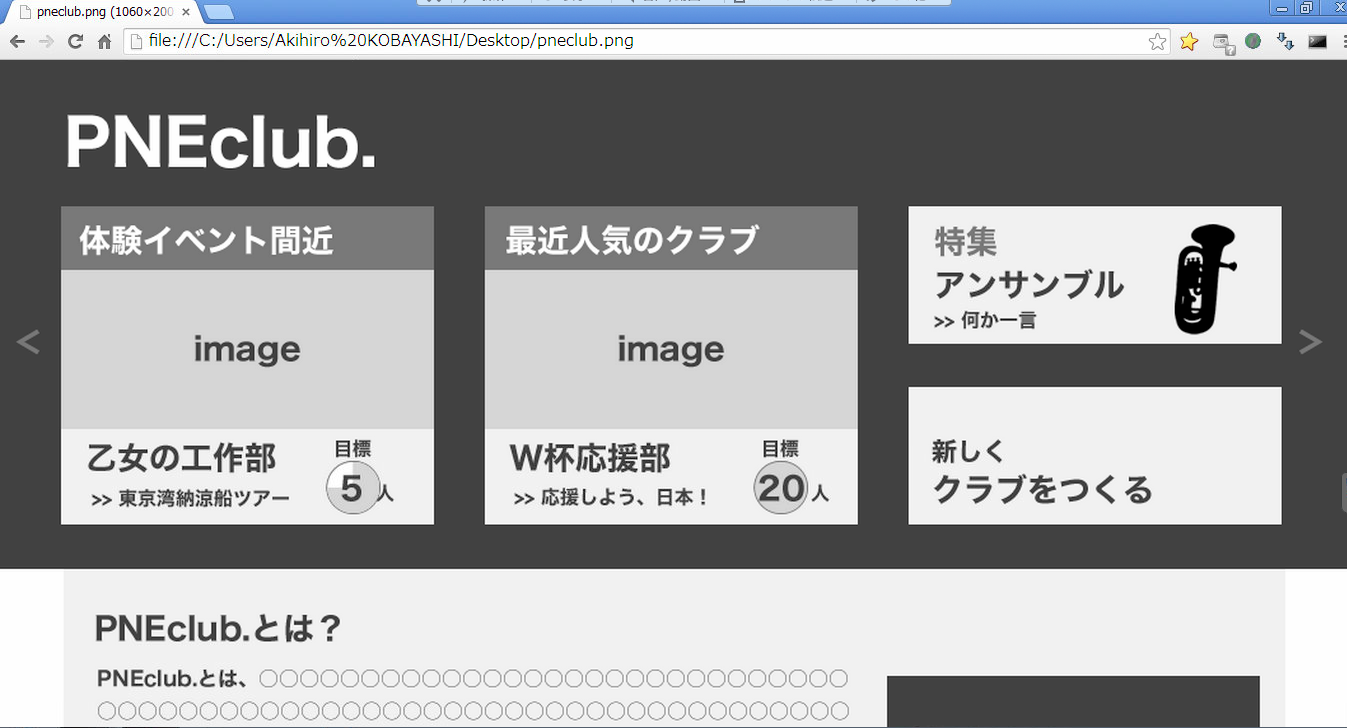 pneclub.png (1060×200
file:///C:/Users/Akihiro%20KOBAYASHI/Desktop/pneclub.png
PNEclub.
体験イベント間近
image
乙女の工作部
>> 東京湾納涼船ツアー
目標
5人
最近人気のクラブ
image
W杯応援部
>> 応援しよう、日本！
目標
20人
特集
アンサンブル
>> 何か一言
新しく
クラブをつくる
<
>
PNEclub.とは？
PNEclub.とは、○○○○○○○○○○○○○○○○○○○○○○○○○○○○○
○○○○○○○○○○○○○○○○○○○○○○○○○○○○○○○○○○○○○